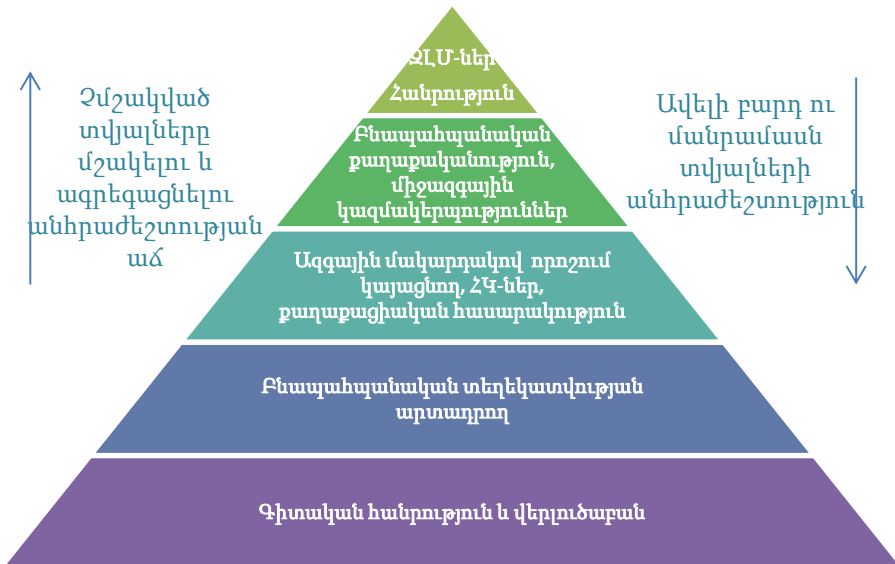 ԶԼՄ-ներ
Հանրություն
Չմշակված
տվյալները
մշակելու և
ագրեգացնելու
անհրաժեշտության
աճ
Բնապահպանական
քաղաքականություն,
միջազգային
կազմակերպություններ
Ավելի բարդ ու
մանրամասն
տվյալների
անհրաժեշտություն
Ազգային մակարդակով որոշում
կայացնող, ՀԿ-ներ,
քաղաքացիական հասարակություն
Բնապահպանական տեղեկատվության
արտադրող
Գիտական հանրություն և վերլուծաբան